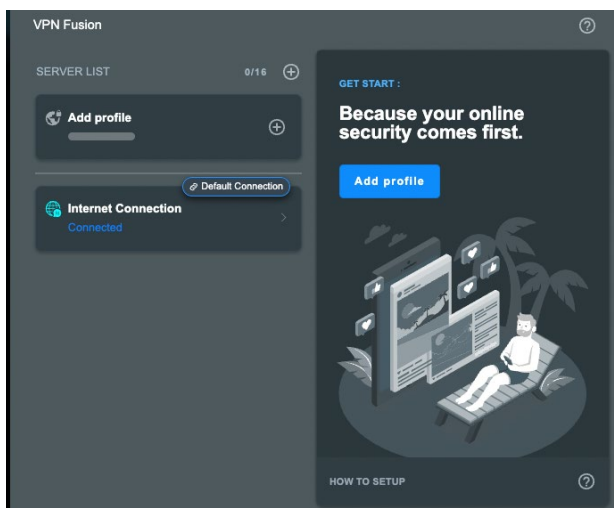 VPN Fusion
SERVER LIST 0/16
Add profile
Default Connection
Internet Connection
Connected
GET START :
Because your online
security comes first.
Add profile
HOW TO SETUP